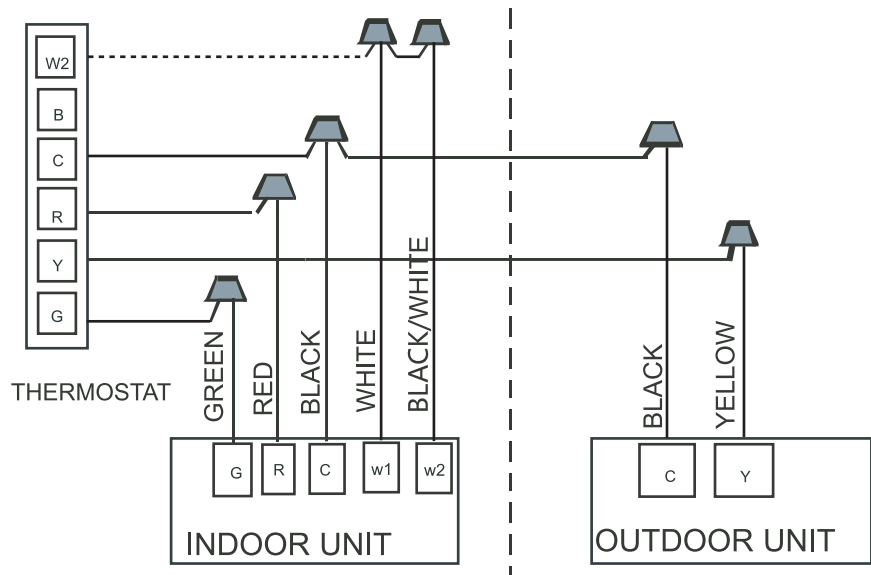 W2
B
C
R
Y
G
THERMOSTAT
GREEN
RED
BLACK
WHITE
BLACK/WHITE
G
R
C
w1
w2
INDOOR UNIT
BLACK
YELLOW
C
Y
OUTDOOR UNIT